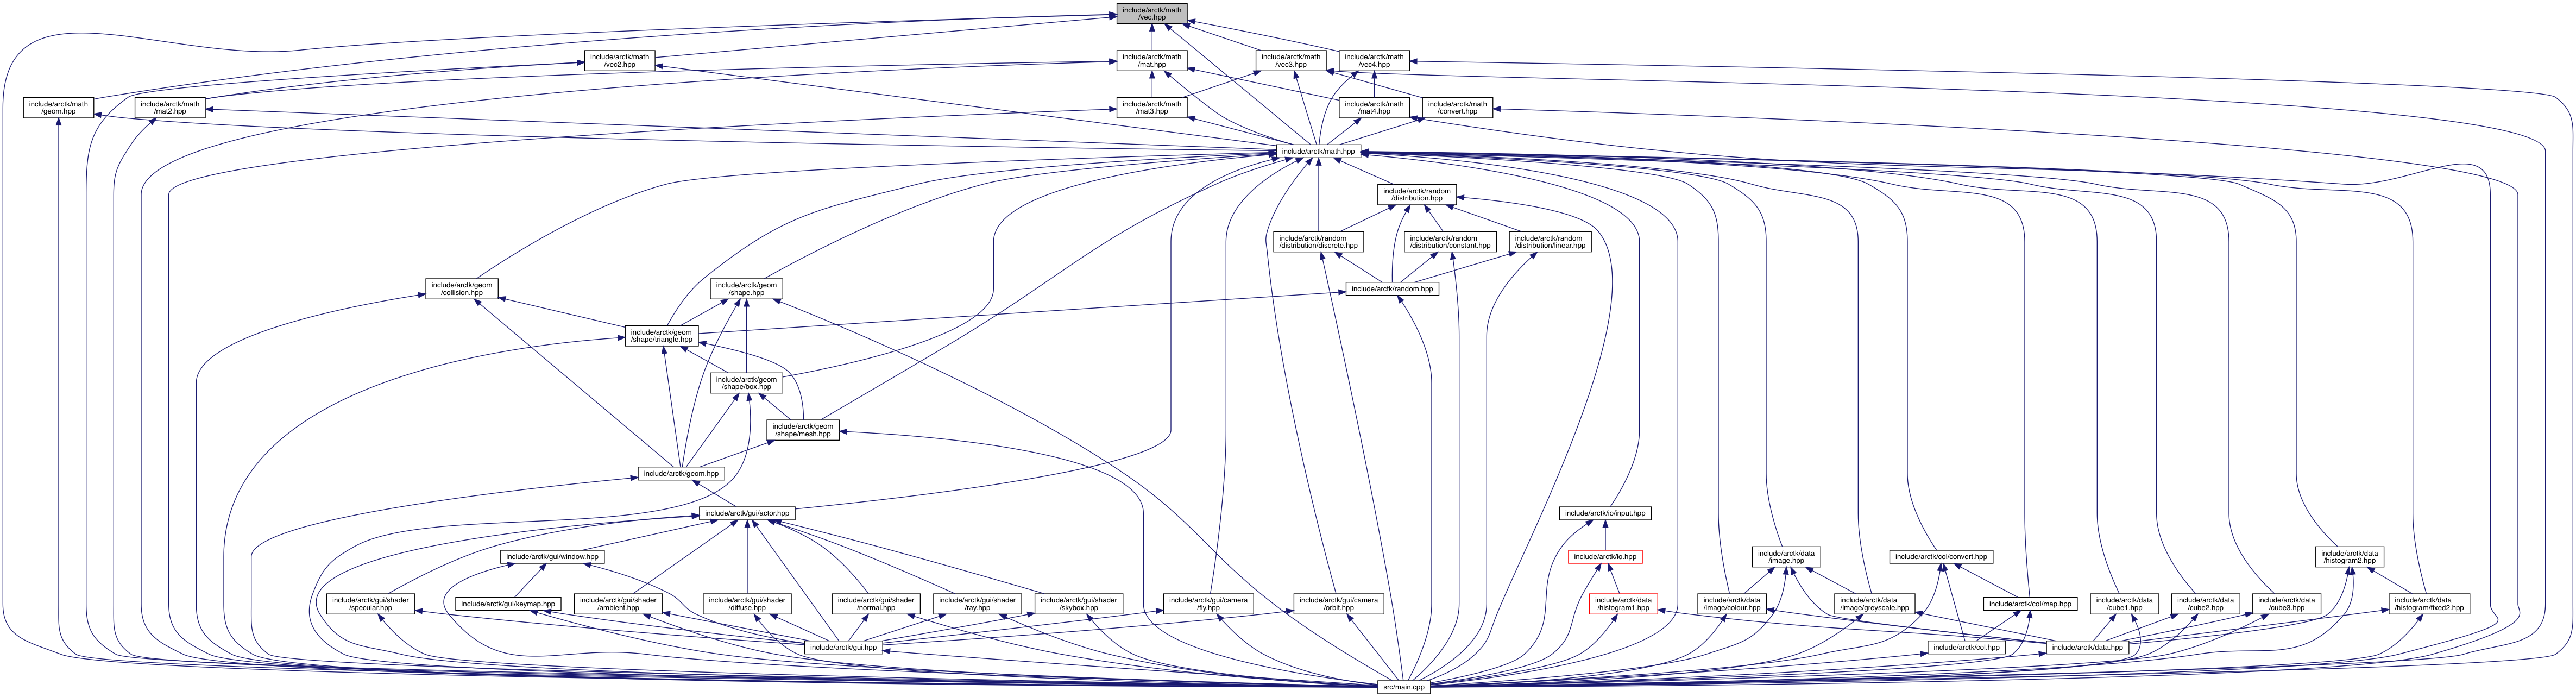 include/arctk/math
/vec.hpp
include/arctk/math
/vec2.hpp
include/arctk/math
/mat.hpp
include/arctk/math
/vec3.hpp
include/arctk/math
/vec4.hpp
include/arctk/math
/geom.hpp
include/arctk/math
/mat2.hpp
include/arctk/math
/mat3.hpp
include/arctk/math
/mat4.hpp
include/arctk/math
/convert.hpp
include/arctk/math.hpp
include/arctk/random
/distribution.hpp
include/arctk/random
/distribution/discrete.hpp
include/arctk/random
/distribution/constant.hpp
include/arctk/random
/distribution/linear.hpp
include/arctk/geom
/collision.hpp
include/arctk/geom
/shape.hpp
include/arctk/random.hpp
include/arctk/geom
/shape/triangle.hpp
include/arctk/geom
/shape/box.hpp
include/arctk/geom
/shape/mesh.hpp
include/arctk/geom.hpp
include/arctk/gui/actor.hpp
include/arctk/io/input.hpp
include/arctk/gui/window.hpp
include/arctk/io.hpp
include/arctk/data
/image.hpp
include/arctk/col/convert.hpp
include/arctk/data
/histogram2.hpp
include/arctk/gui/shader
/specular.hpp
include/arctk/gui/keymap.hpp
include/arctk/gui/shader
/ambient.hpp
include/arctk/gui/shader
/diffuse.hpp
include/arctk/gui/shader
/normal.hpp
include/arctk/gui/shader
/ray.hpp
include/arctk/gui/shader
/skybox.hpp
include/arctk/gui/camera
/fly.hpp
include/arctk/gui/camera
/orbit.hpp
include/arctk/data
/histogram1.hpp
include/arctk/data
/image/colour.hpp
include/arctk/data
/image/greyscale.hpp
include/arctk/col/map.hpp
include/arctk/data
/cube1.hpp
include/arctk/data
/cube2.hpp
include/arctk/data
/cube3.hpp
include/arctk/data
/histogram/fixed2.hpp
include/arctk/gui.hpp
include/arctk/col.hpp
include/arctk/data.hpp
src/main.cpp